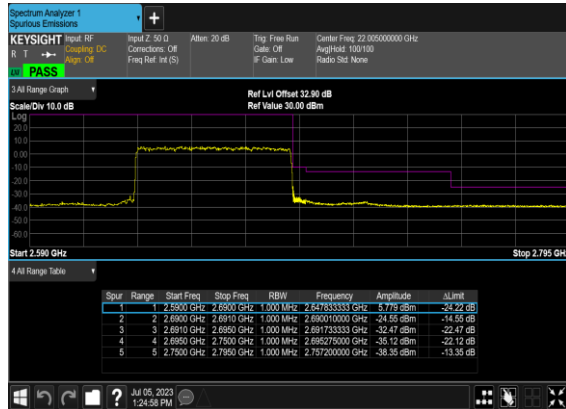 Spectrum Analyzer 1
Spurious Emissions
+
KEYSIGHT Input: RF Input Z: 50 Ω Atten: 20 dB Trig: Free Run Center Freq: 22.005000000 GHz
R T Coupling: DC Corrections: Off Gate: Off Avg|Hold: 100/100
Align: Off Freq Ref: Int (S) IF Gain: Low Radio Std: None
PASS
3 All Range Graph
Ref Lvl Offset 32.90 dB
Scale/Div 10.0 dB Ref Value 30.00 dBm
Log
20.0
10.0
0.00
-10.0
-20.0
-30.0
-40.0
-50.0
-60.0
Start 2.590 GHz Stop 2.795 GH
4 All Range Table
Spur Range Start Freq Stop Freq RBW Frequency Amplitude ΔLimit
1 1 2.5900 GHz 2.6900 GHz 1.000 MHz 2.647833333 GHz 5.779 dBm -24.22 dB
2 2 2.6900 GHz 2.6910 GHz 1.000 MHz 2.690010000 GHz -24.55 dBm -14.55 dB
3 3 2.6910 GHz 2.6950 GHz 1.000 MHz 2.691733333 GHz -32.47 dBm -22.47 dB
4 4 2.6950 GHz 2.7500 GHz 1.000 MHz 2.695275000 GHz -35.12 dBm -22.12 dB
5 5 2.7500 GHz 2.7950 GHz 1.000 MHz 2.757200000 GHz -38.35 dBm -13.35 dB
? Jul 05, 2023
1:24:58 PM